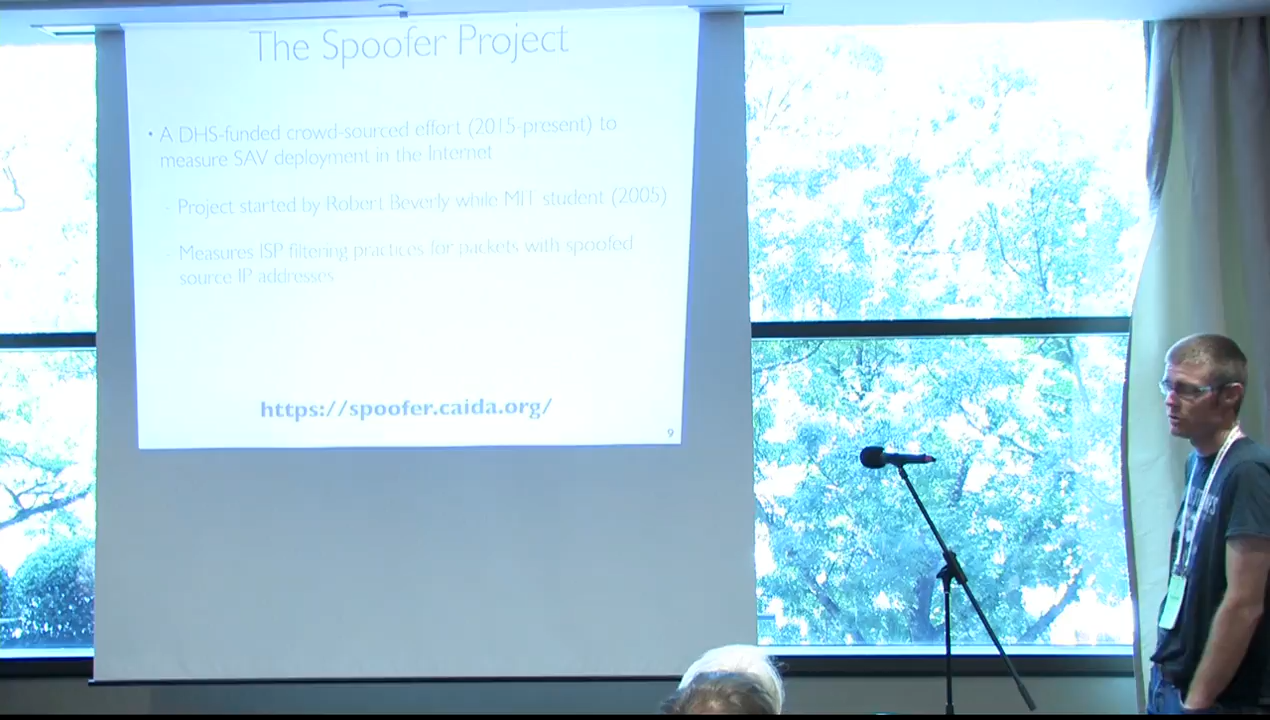 The Spoofer Project
• A DHS-funded crowd-sourced effort (2015-present) to
measure SAV deployment in the Internet
- Project started by Robert Beverly while MIT student (2005)
- Measures ISP filtering practices for packets with spoofed
source IP addresses
https://spoofer.caida.org/
9